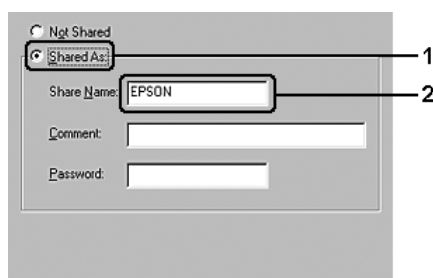 Not Shared
Shared As: 1
Share Name: EPSON 2
Comment:
Password: